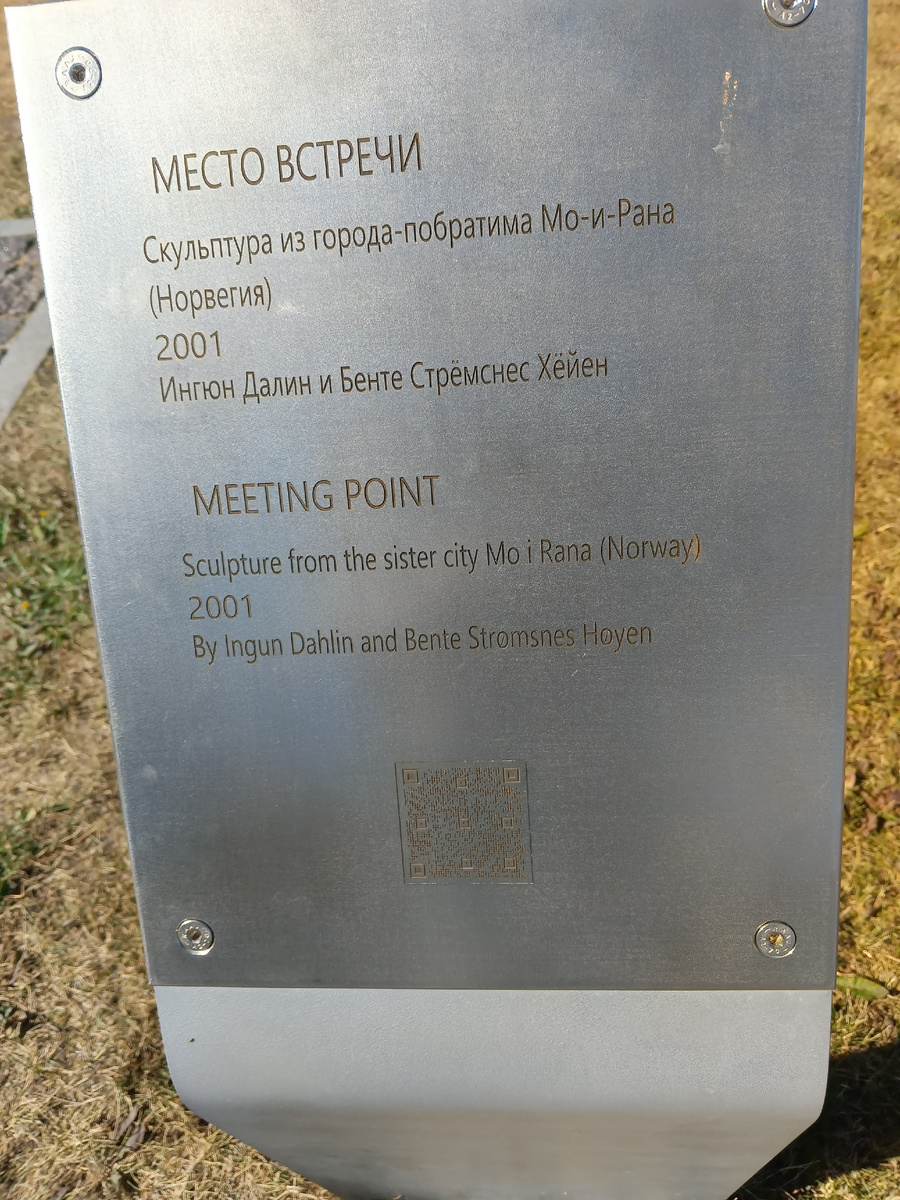 МЕСТО ВСТРЕЧИ
Скульптура из города-побратима Мо-и-Рана
(Норвегия)
2001
Ингюн Далин и Бенте Стрёмснес Хёйен
MEETING POINT
Sculpture from the sister city Mo i Rana (Norway)
2001
By Ingun Dahlin and Bente Strømsnes Høyen